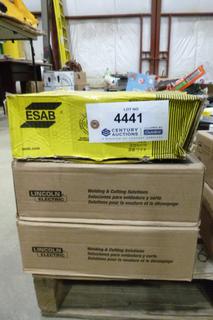 LOT NO
4441
CENTURY
AUCTIONS
ESAB
LINCOLN
ELECTRIC
Welding & Cutting Solutions
Soluciones para soldadura y corte
Solutions pour le soudage et le découpage
LINCOLN
ELECTRIC
Welding & Cutting Solutions
Soluciones para soldadura y corte
Solutions pour le soudage et le découpage